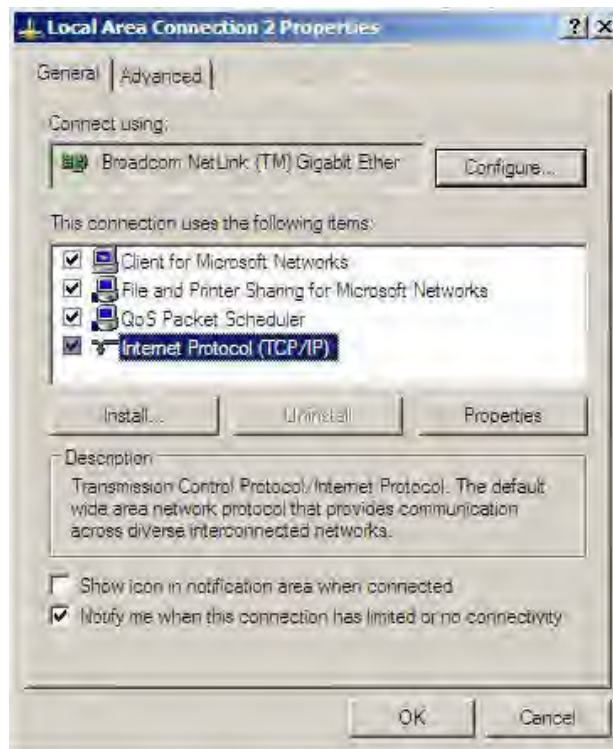 Local Area Connection 2 Properties
General
Advanced
Connect using:
Broadcom NetLink (TM) Gigabit Ether
Configure...
This connection uses the following items:
Client for Microsoft Networks
File and Printer Sharing for Microsoft Networks
QoS Packet Scheduler
Internet Protocol (TCP/IP)
Install...
Uninstall
Properties
Description
Transmission Control Protocol/Internet Protocol. The default
wide area network protocol that provides communication
across diverse interconnected networks.
Show icon in notification area when connected
Notify me when this connection has limited or no connectivity
OK
Cancel